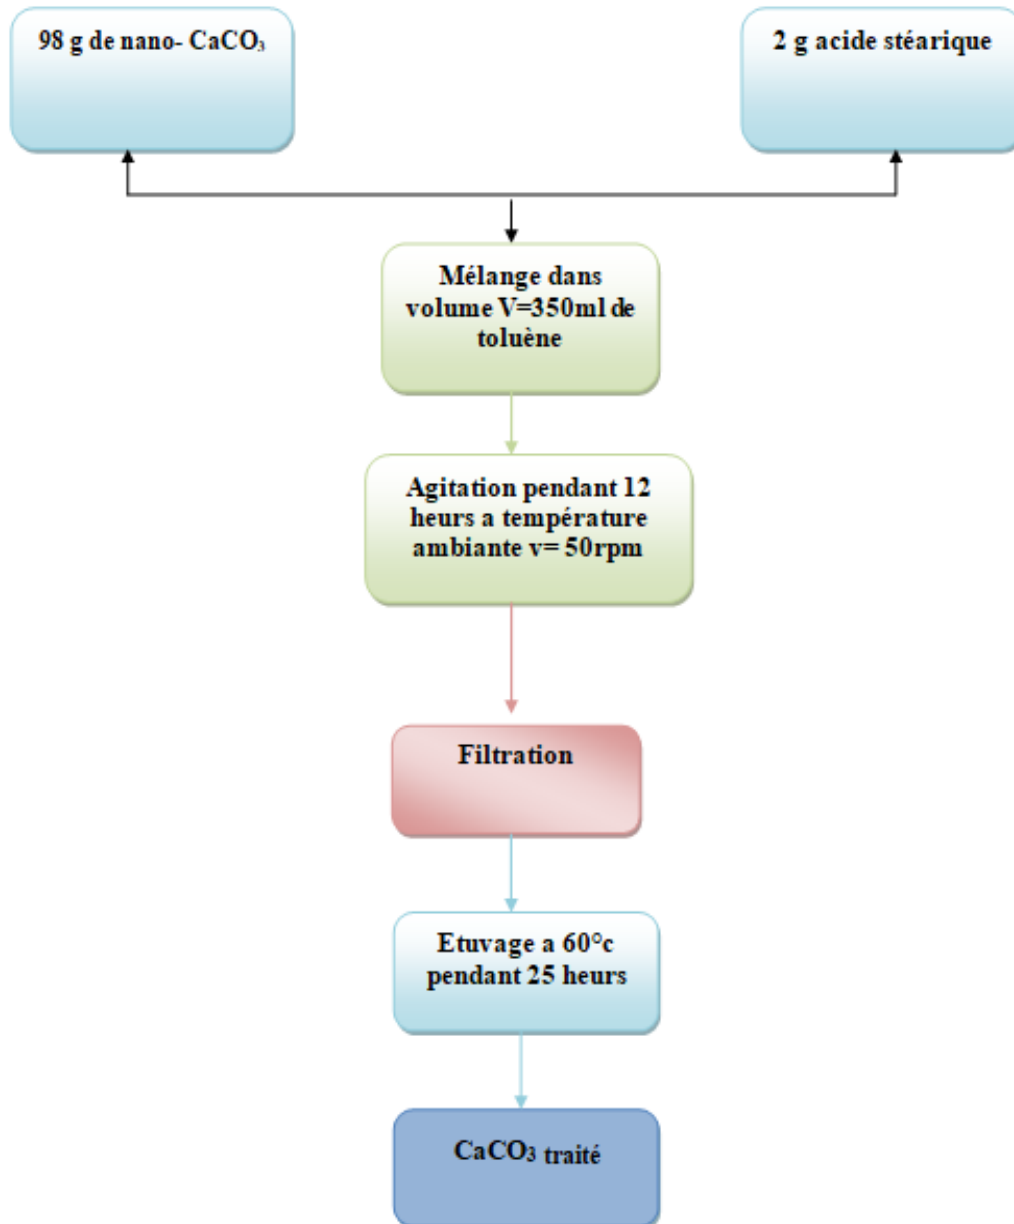 98 g de nano- CaCO₃
2 g acide stéarique
Mélange dans
volume V=350ml de
toluène
Agitation pendant 12
heurs a température
ambiante v= 50rpm
Filtration
Etuvage a 60°c
pendant 25 heurs
CaCO₃ traité